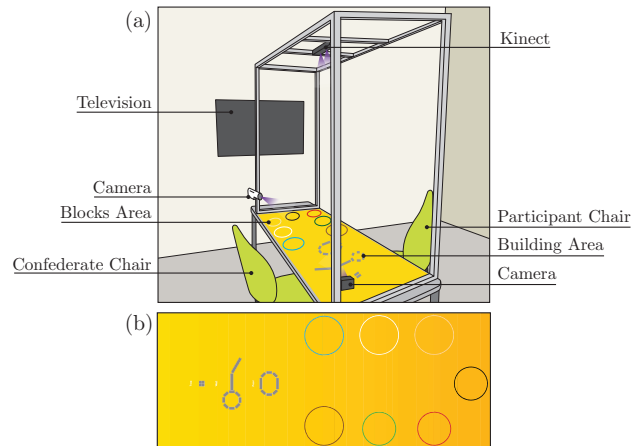 (a)
Kinect
Television
Camera
Blocks Area
Participant Chair
Building Area
Confederate Chair
Camera
(b)